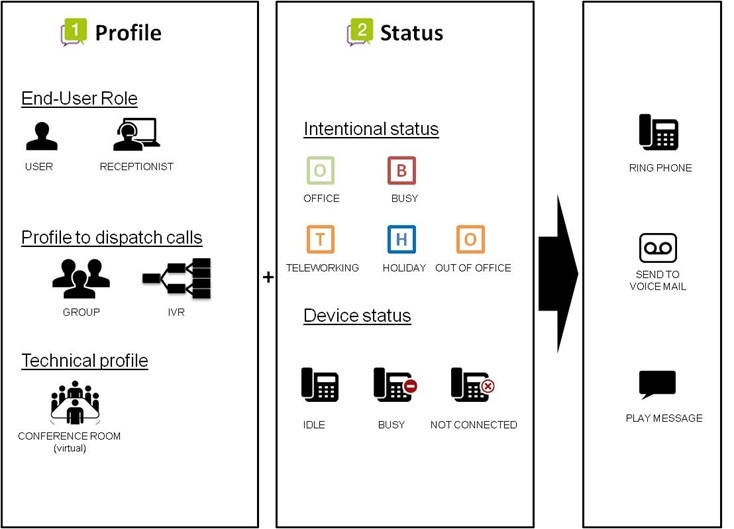 1 Profile
End-User Role
USER
RECEPTIONIST
Profile to dispatch calls
GROUP
IVR
Technical profile
CONFERENCE ROOM
(virtual)
+
2 Status
Intentional status
O
B
OFFICE
BUSY
T
H
O
TELEWORKING
HOLIDAY
OUT OF OFFICE
Device status
IDLE
BUSY
NOT CONNECTED
RING PHONE
SEND TO
VOICE MAIL
PLAY MESSAGE